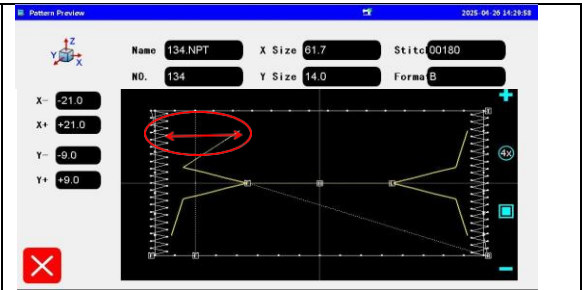 Pattern Preview 2025-04-26 14:29:58
Z
Y X
Name 134.NPT X Size 61.7 Stitc 00180
NO. 134 Y Size 14.0 Forma B
X- -21.0
X+ +21.0
4x
Y- -9.0
Y+ +9.0